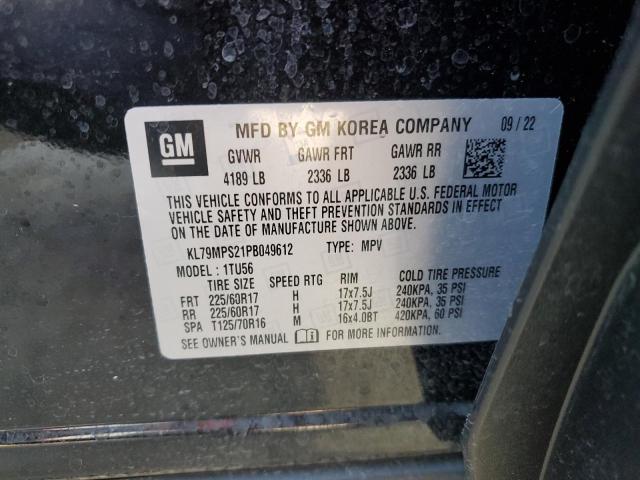 GM MFD BY GM KOREA COMPANY 09/22
GVWR GAWR FRT GAWR RR
4189 LB 2336 LB 2336 LB
THIS VEHICLE CONFORMS TO ALL APPLICABLE U.S. FEDERAL MOTOR
VEHICLE SAFETY AND THEFT PREVENTION STANDARDS IN EFFECT
ON THE DATE OF MANUFACTURE SHOWN ABOVE.
KL79MPS21PB049612 TYPE: MPV
MODEL: 1TU56
TIRE SIZE SPEED RTG RIM COLD TIRE PRESSURE
FRT 225/60R17 H 17x7.5J 240KPA, 35 PSI
RR 225/60R17 H 17x7.5J 240KPA, 35 PSI
SPA T125/70R16 M 16x4.0BT 420KPA, 60 PSI
SEE OWNER'S MANUAL FOR MORE INFORMATION.